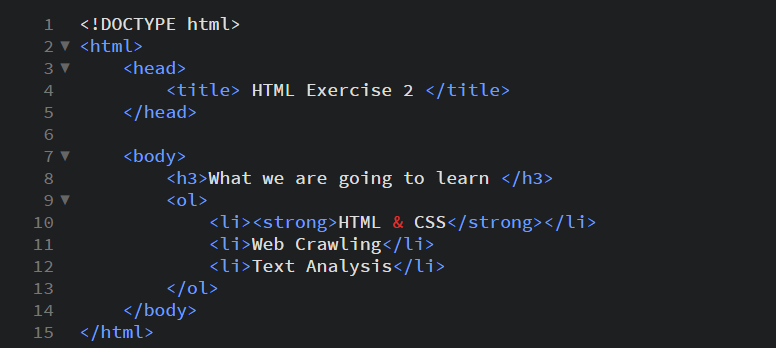 1 <!DOCTYPE html>
2 <html>
3 <head>
4 <title> HTML Exercise 2 </title>
5 </head>
6
7 <body>
8 <h3>What we are going to learn </h3>
9 <ol>
10 <li><strong>HTML & CSS</strong></li>
11 <li>Web Crawling</li>
12 <li>Text Analysis</li>
13 </ol>
14 </body>
15 </html>